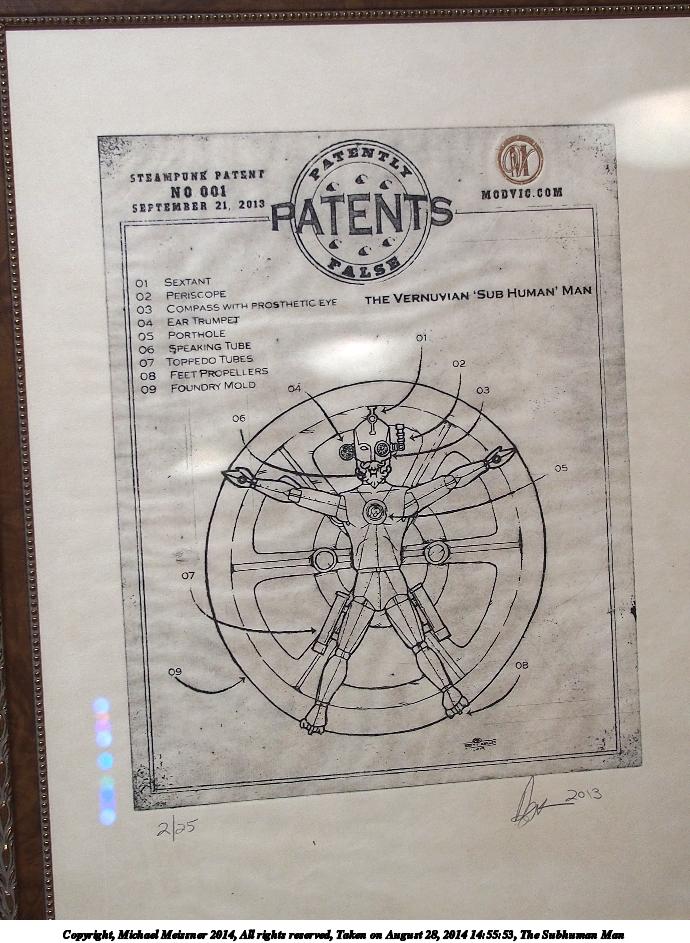 STEAMPUNK PATENT
NO 001
SEPTEMBER 21, 2013
PATENTLY
PATENTS
FALSE
MODVIC.COM
01 SEXTANT
02 PERISCOPE
03 COMPASS WITH PROSTHETIC EYE
04 EAR TRUMPET
05 PORTHOLE
06 SPEAKING TUBE
07 TOPPEDO TUBES
08 FEET PROPELLERS
09 FOUNDRY MOLD
THE VERNUVIAN 'SUB HUMAN' MAN
01
02
04
03
06
05
07
09
08
2/25
2013
Copyright, Michael Meissner 2014, All rights reserved, Taken on August 28, 2014 14:55:53, The Subhuman Man